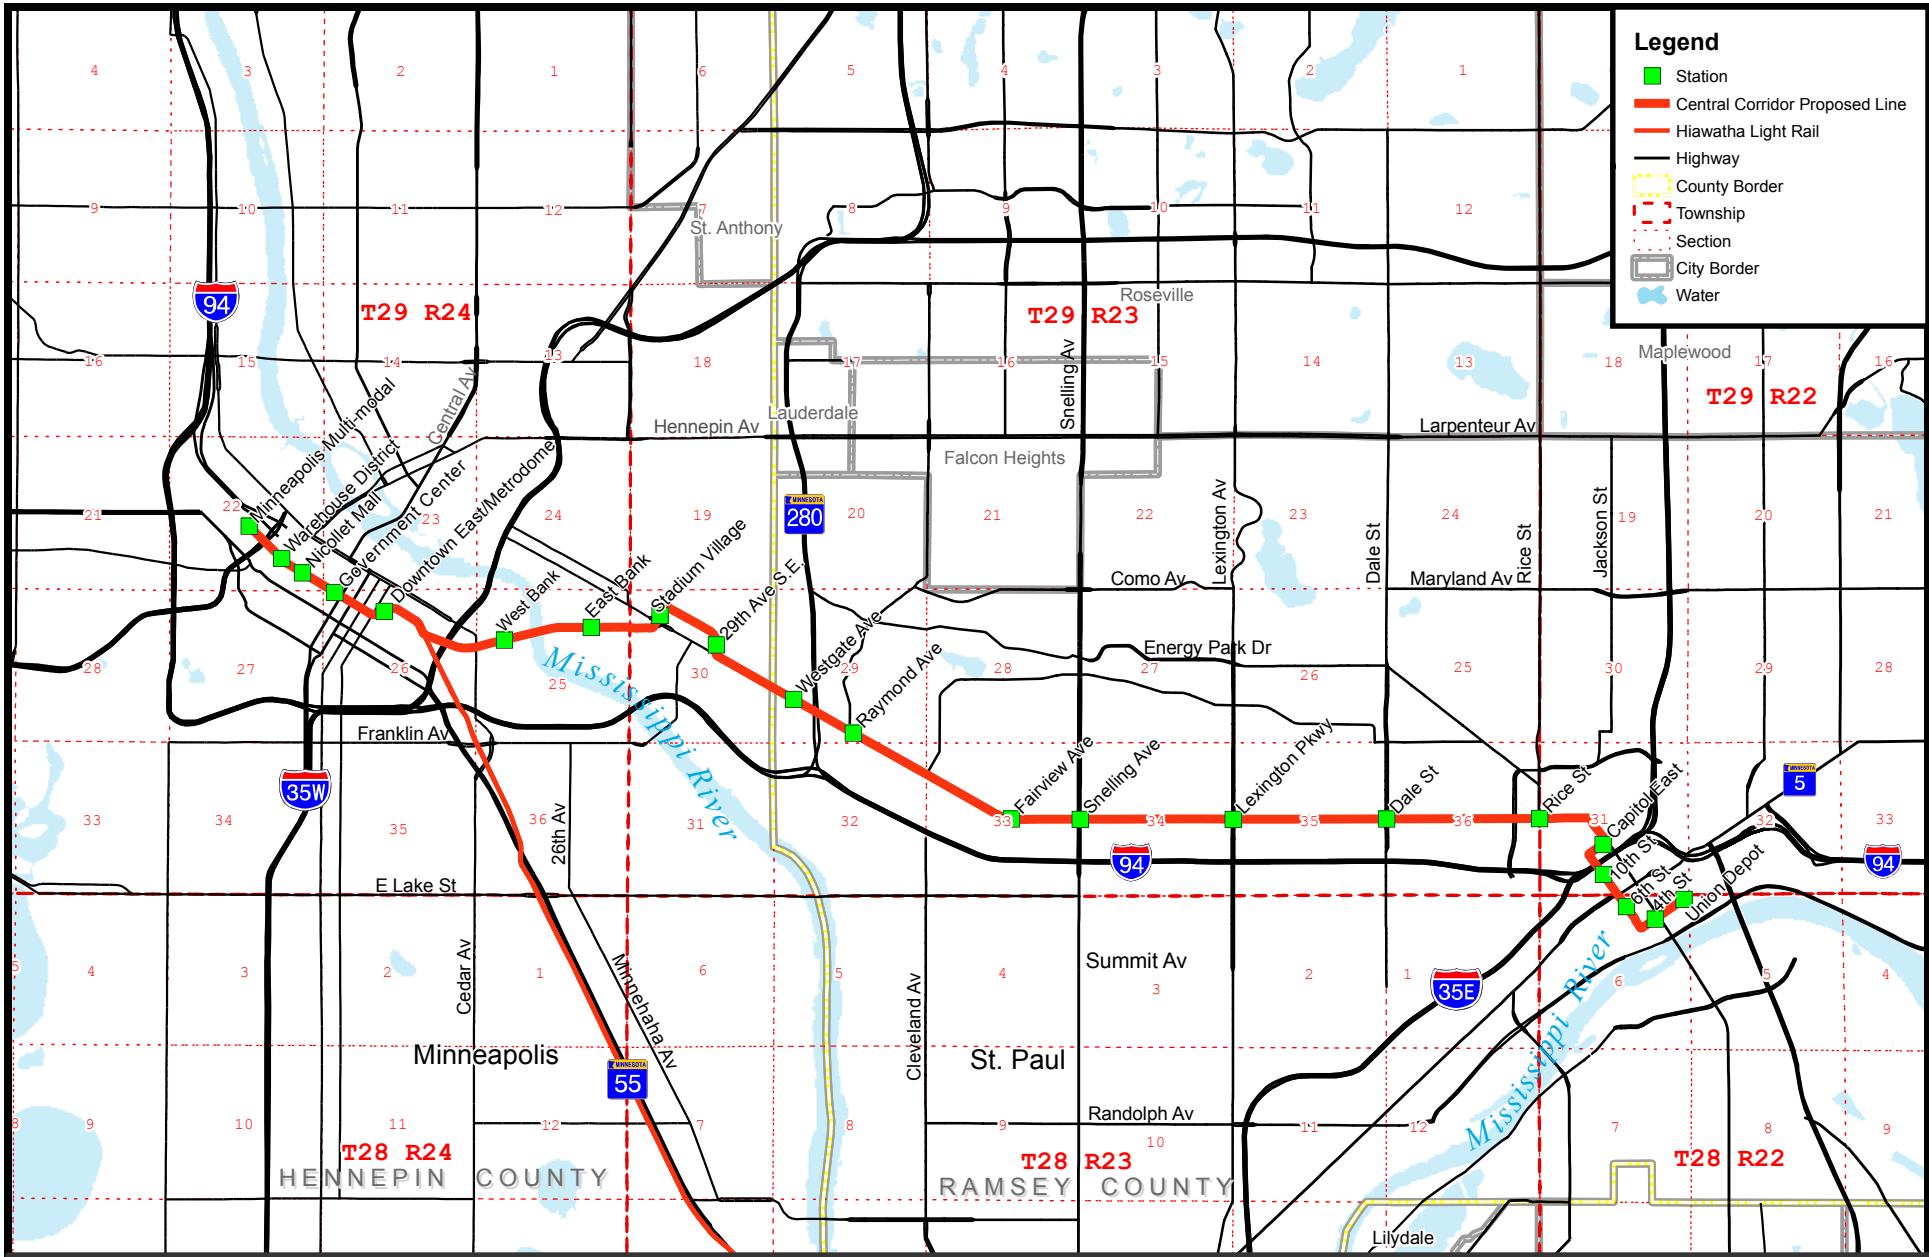 Legend
Station
Central Corridor Proposed Line
Hiawatha Light Rail
Highway
County Border
Township
Section
City Border
Water
4
3
2
1
6
5
4
3
2
1
9
10
11
12
7
8
9
10
11
12
St. Anthony
94
T29 R24
T29 R23
Roseville
16
15
14
13
18
17
16
15
14
13
18
Maplewood
17
16
T29 R22
Central Av
Snelling Av
Lauderdale
Hennepin Av
Larpenteur Av
Falcon Heights
Minneapolis Multi-modal
Warehouse District
Nicollet Mall
Government Center
Downtown East/Metrodome
21
22
23
24
19
MINNESOTA
280
20
21
22
23
24
19
20
21
Lexington Av
Dale St
Rice St
Jackson St
West Bank
East Bank
Stadium Village
29th Ave S.E.
Como Av
Maryland Av
Westgate Ave
Raymond Ave
Energy Park Dr
28
27
26
25
30
29
28
27
26
25
30
29
28
Mississippi River
Franklin Av
35W
Fairview Ave
Snelling Ave
Lexington Pkwy
Dale St
Rice St
Capitol East
MINNESOTA
5
33
34
35
36
26th Av
31
32
33
34
35
36
31
32
33
94
94
10th St
6th St
4th St
Union Depot
E Lake St
Cedar Av
Minnehaha Av
Cleveland Av
Summit Av
5
4
3
2
1
6
5
4
3
2
1
35E
6
5
4
Mississippi River
Minneapolis
St. Paul
MINNESOTA
55
Randolph Av
8
9
10
11
12
7
8
9
10
11
12
7
8
9
T28 R24
T28 R23
T28 R22
HENNEPIN COUNTY
RAMSEY COUNTY
Lilydale